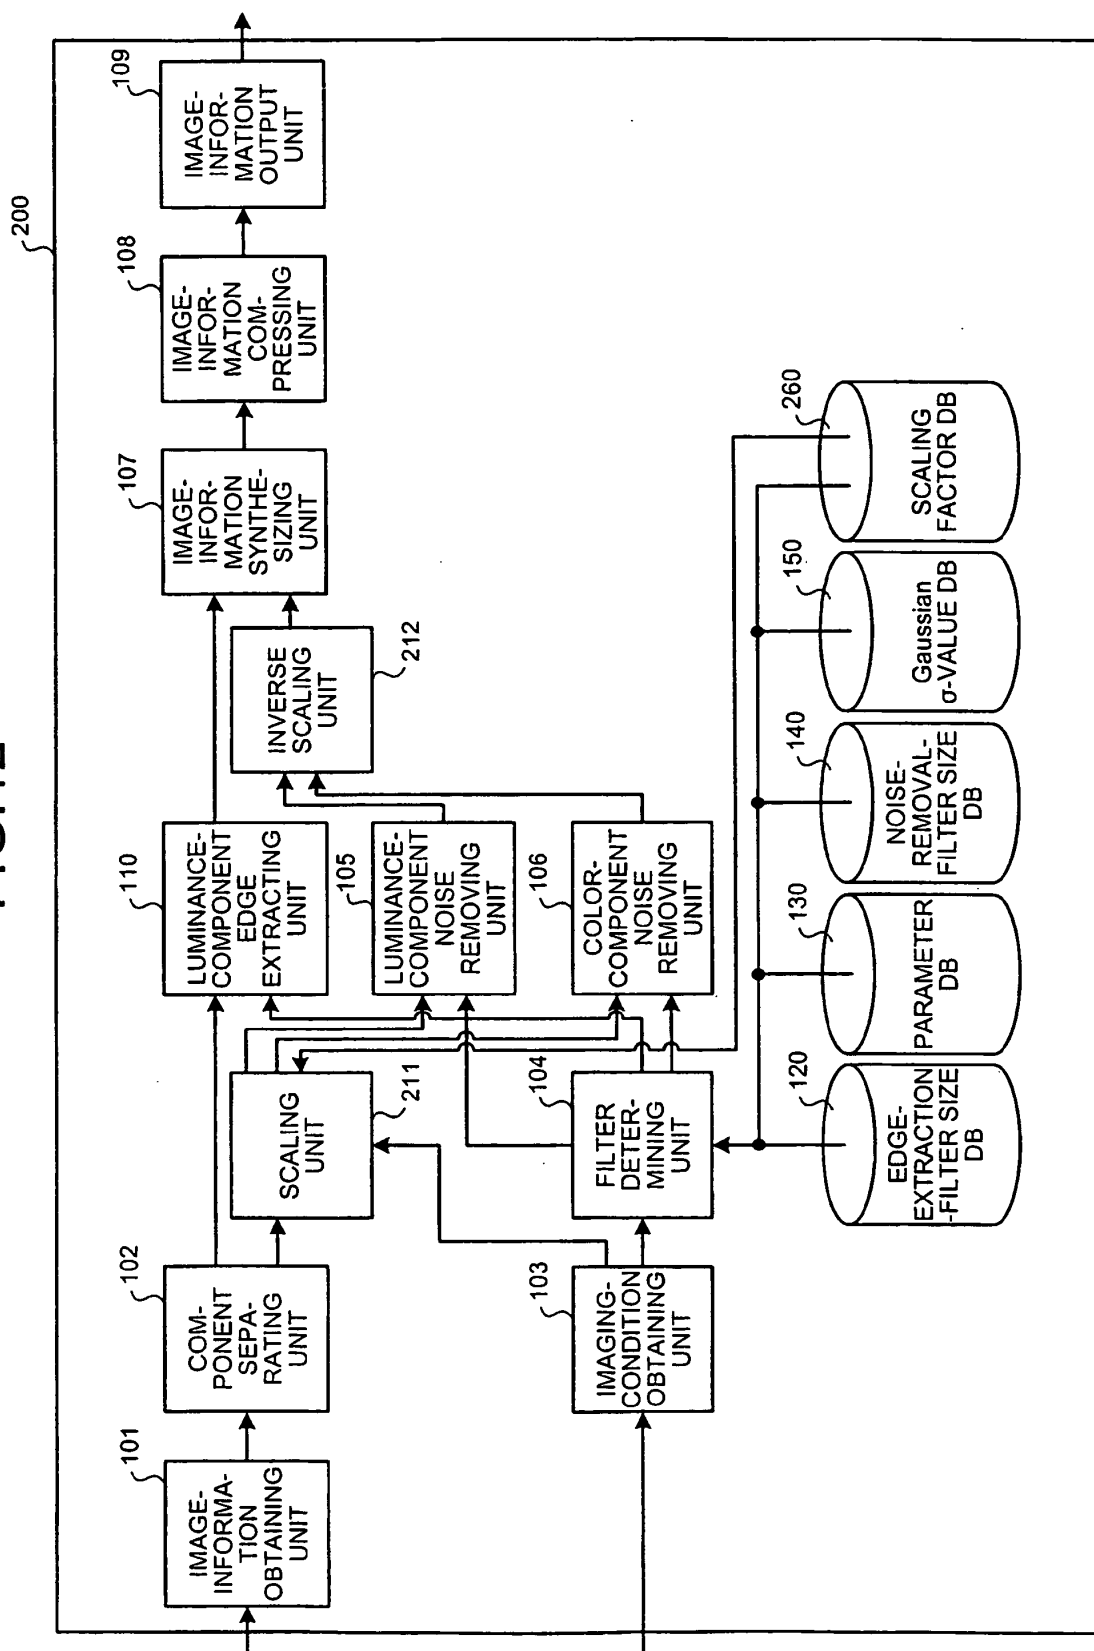 200
101
IMAGE-
INFORMA-
TION
OBTAINING
UNIT
102
COM-
PONENT
SEPA-
RATING
UNIT
103
IMAGING-
CONDITION
OBTAINING
UNIT
SCALING
UNIT
211
104
FILTER
DETER-
MINING
UNIT
110
LUMINANCE-
COMPONENT
EDGE
EXTRACTING
UNIT
105
LUMINANCE-
COMPONENT
NOISE
REMOVING
UNIT
106
COLOR-
COMPONENT
NOISE
REMOVING
UNIT
INVERSE
SCALING
UNIT
212
107
IMAGE-
INFOR-
MATION
SYNTHE-
SIZING
UNIT
108
IMAGE-
INFOR-
MATION
COM-
PRESSING
UNIT
109
IMAGE-
INFOR-
MATION
OUTPUT
UNIT
120
EDGE-
EXTRACTION
-FILTER SIZE
DB
130
PARAMETER
DB
140
NOISE-
REMOVAL-
FILTER SIZE
DB
150
Gaussian
σ-VALUE DB
260
SCALING
FACTOR DB